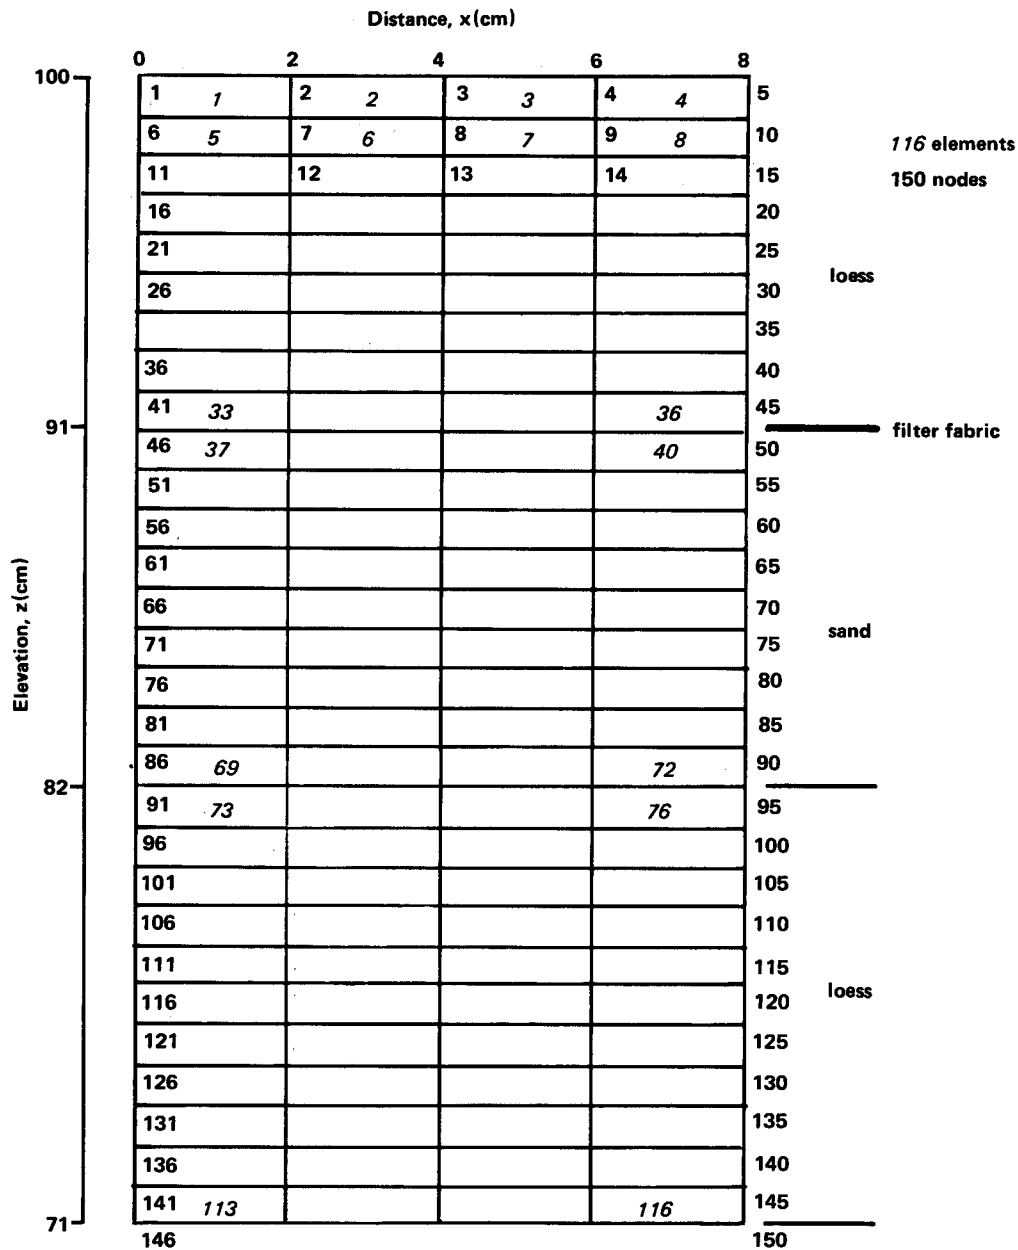 Distance, x(cm)
0 2 4 6 8
100
1 1 2 2 3 3 4 4 5
6 5 7 6 8 7 9 8 10
116 elements
11 12 13 14 15
150 nodes
16 20
21 25
loess
26 30
35
36 40
41 33 36 45
91 filter fabric
46 37 40 50
51 55
56 60
61 65
66 70
71 75
sand
76 80
81 85
86 69 72 90
82
91 73 76 95
96 100
101 105
106 110
111 115
loess
116 120
121 125
126 130
131 135
136 140
141 113 116 145
71
146 150
Elevation, z(cm)